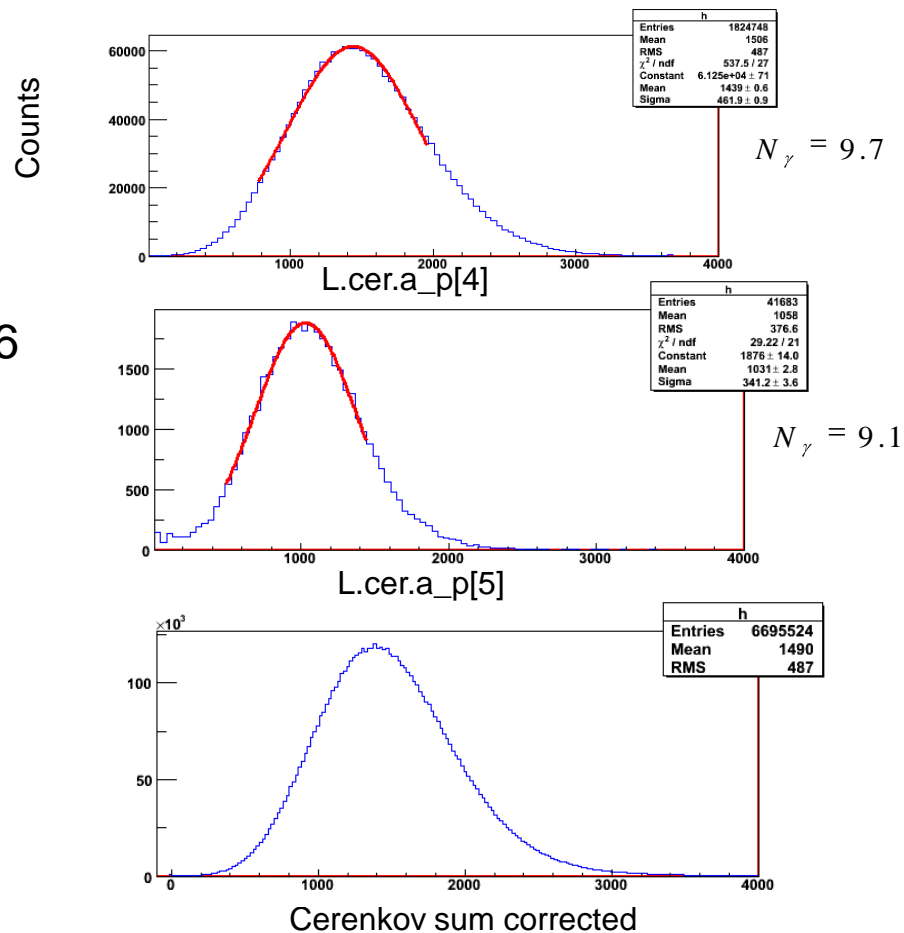 h
Entries 1824748
Mean 1506
RMS 487
χ² / ndf 537.5 / 27
Constant 6.125e+04 ± 71
Mean 1439 ± 0.6
Sigma 461.9 ± 0.9
60000
40000
20000
0
Counts
N γ = 9.7
1000 2000 3000 4000
L.cer.a_p[4]
6
h
Entries 41683
Mean 1058
RMS 376.6
χ² / ndf 29.22 / 21
Constant 1876 ± 14.0
Mean 1031 ± 2.8
Sigma 341.2 ± 3.6
1500
1000
500
0
N γ = 9.1
1000 2000 3000 4000
L.cer.a_p[5]
×10³
h
Entries 6695524
Mean 1490
RMS 487
100
50
0
0 1000 2000 3000 4000
Cerenkov sum corrected